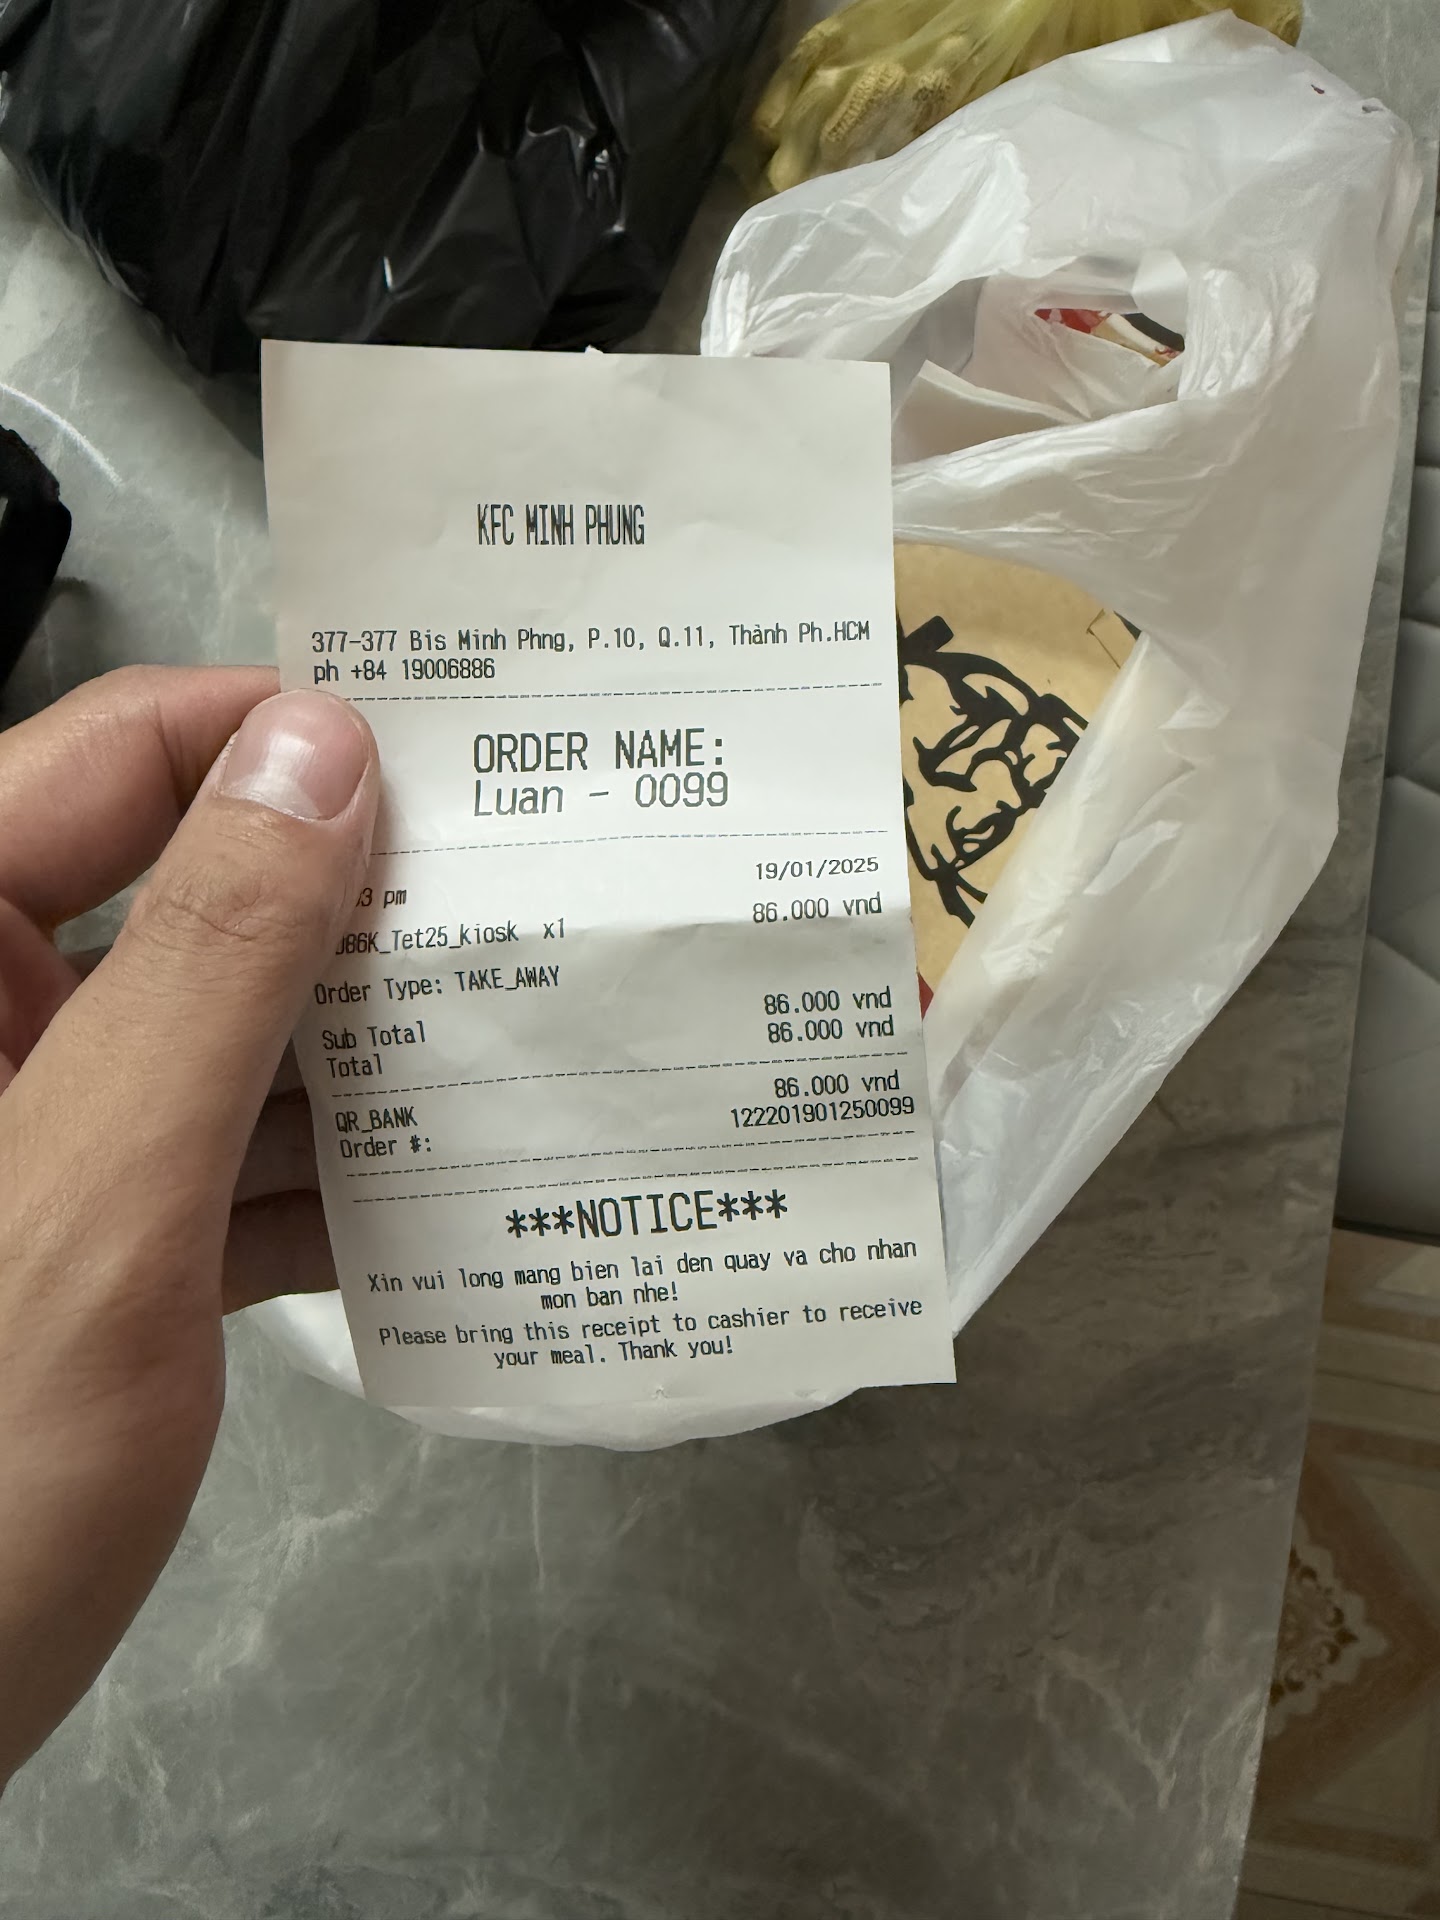 KFC MINH PHUNG
377-377 Bis Minh Phng, P.10, Q.11, Thành Ph.HCM
ph +84 19006886
ORDER NAME:
Luan - 0099
19/01/2025
pm
x1 86.000 vnd
Order Type: TAKE_AWAY
Sub Total 86.000 vnd
Total 86.000 vnd
QR_BANK 86.000 vnd
Order #: 122201901250099
***NOTICE***
Xin vui long mang bien lai den quay va cho nhan
mon ban nhe!
Please bring this receipt to cashier to receive
your meal. Thank you!